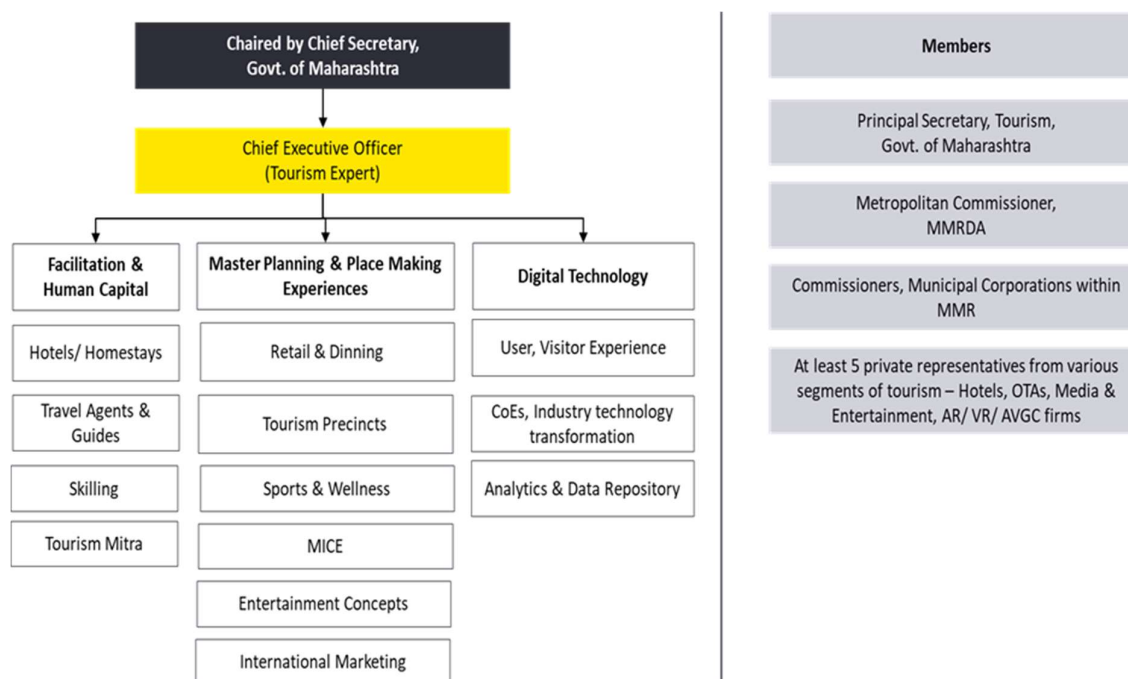 Chaired by Chief Secretary,
Govt. of Maharashtra
Chief Executive Officer
(Tourism Expert)
Facilitation &
Human Capital
Hotels/ Homestays
Travel Agents &
Guides
Skilling
Tourism Mitra
Master Planning & Place Making
Experiences
Retail & Dinning
Tourism Precincts
Sports & Wellness
MICE
Entertainment Concepts
International Marketing
Digital Technology
User, Visitor Experience
CoEs, Industry technology
transformation
Analytics & Data Repository
Members
Principal Secretary, Tourism,
Govt. of Maharashtra
Metropolitan Commissioner,
MMRDA
Commissioners, Municipal Corporations within
MMR
At least 5 private representatives from various
segments of tourism – Hotels, OTAs, Media &
Entertainment, AR/ VR/ AVGC firms